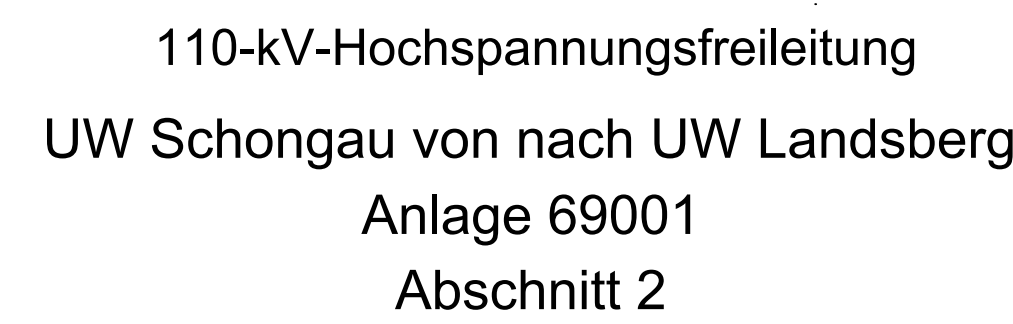 110-kV-Hochspannungsfreileitung
UW Schongau von nach UW Landsberg
Anlage 69001
Abschnitt 2